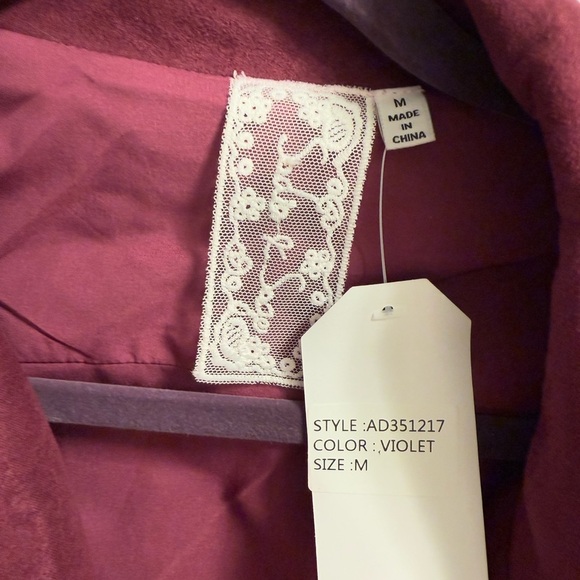 M
MADE
IN
CHINA
STYLE :AD351217
COLOR :,VIOLET
SIZE :M